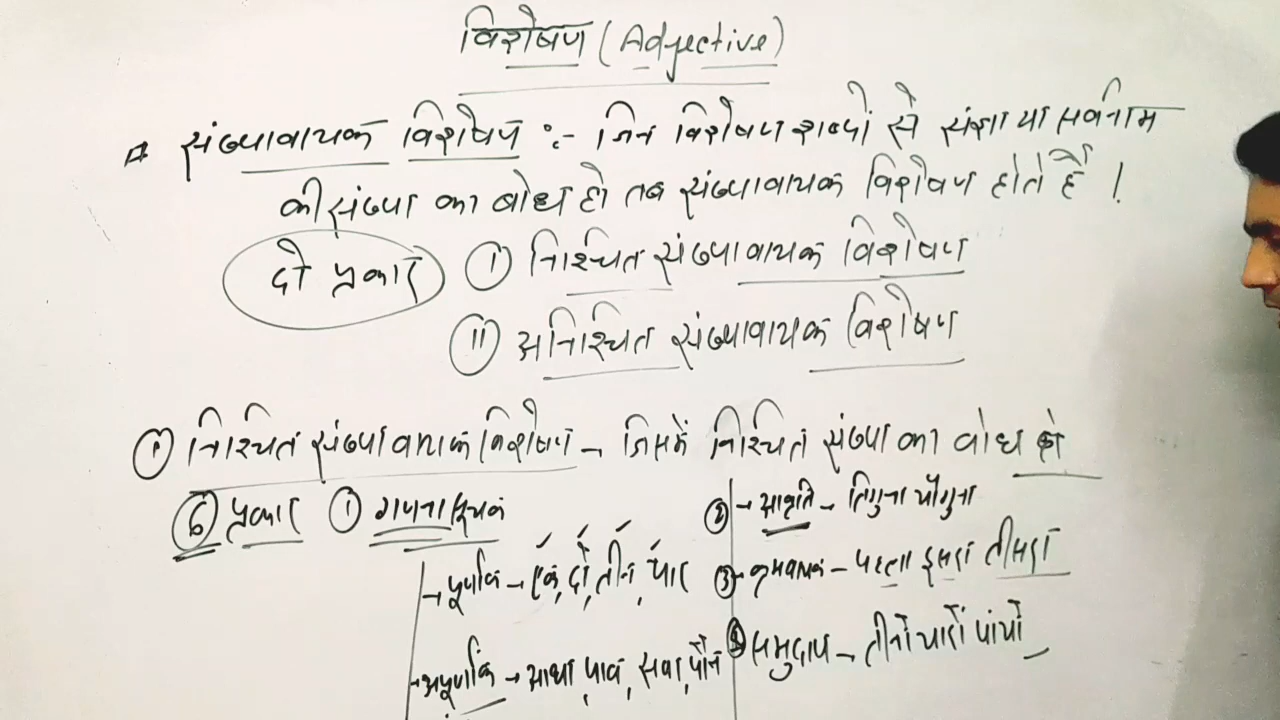 विशेषण (Adjective)
संख्यावाचक विशेषण :- जिन विशेषण शब्दों से संज्ञा या सर्वनाम
की संख्या का बोध हो तब संख्यावाचक विशेषण होते हैं ।
दो प्रकार (I) निश्चित संख्यावाचक विशेषण
(II) अनिश्चित संख्यावाचक विशेषण
(I) निश्चित संख्यावाचक विशेषण - जिसमें निश्चित संख्या का बोध हो
(6) प्रकार (1) गणनासूचक
→ पूर्णांक - एक, दो, तीन, चार
→ अपूर्णांक → आधा, पाव, सवा, पौन
(2) → आवृति - तिगुना चौगुना
(3) - क्रमवाचक - पहला दूसरा तीसरा
समुदाय - तीनों चारों पांचों